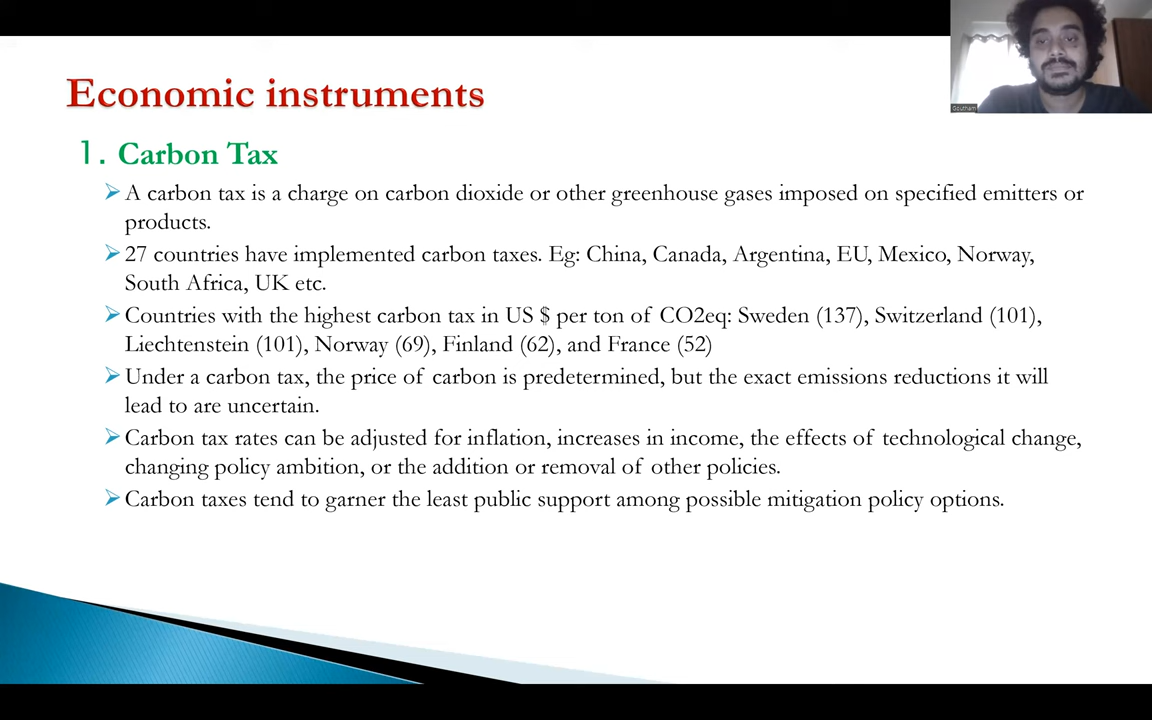 Economic instruments
1. Carbon Tax
A carbon tax is a charge on carbon dioxide or other greenhouse gases imposed on specified emitters or
products.
27 countries have implemented carbon taxes. Eg: China, Canada, Argentina, EU, Mexico, Norway,
South Africa, UK etc.
Countries with the highest carbon tax in US $ per ton of CO2eq: Sweden (137), Switzerland (101),
Liechtenstein (101), Norway (69), Finland (62), and France (52)
Under a carbon tax, the price of carbon is predetermined, but the exact emissions reductions it will
lead to are uncertain.
Carbon tax rates can be adjusted for inflation, increases in income, the effects of technological change,
changing policy ambition, or the addition or removal of other policies.
Carbon taxes tend to garner the least public support among possible mitigation policy options.
Goutham